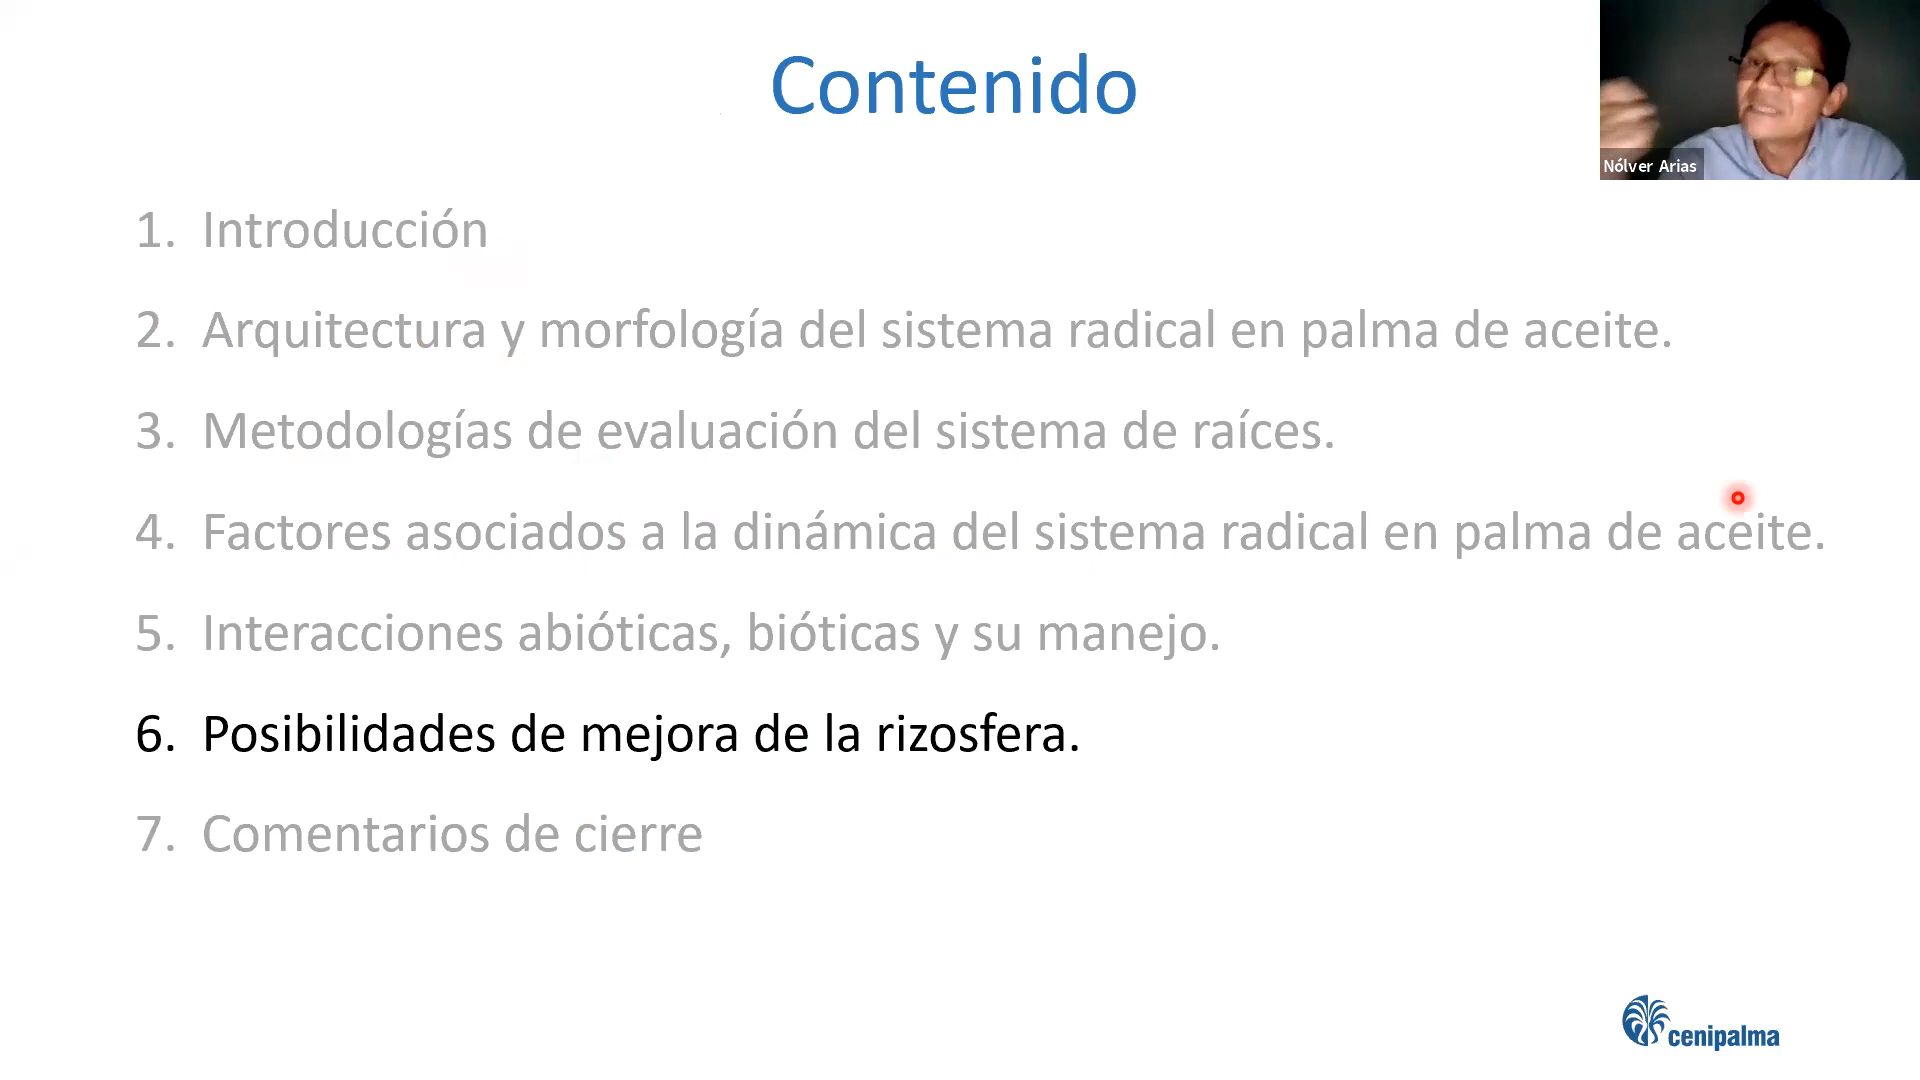 Contenido
Nólver Arias
1. Introducción
2. Arquitectura y morfología del sistema radical en palma de aceite.
3. Metodologías de evaluación del sistema de raíces.
4. Factores asociados a la dinámica del sistema radical en palma de aceite.
5. Interacciones abióticas, bióticas y su manejo.
6. Posibilidades de mejora de la rizosfera.
7. Comentarios de cierre
cenipalma